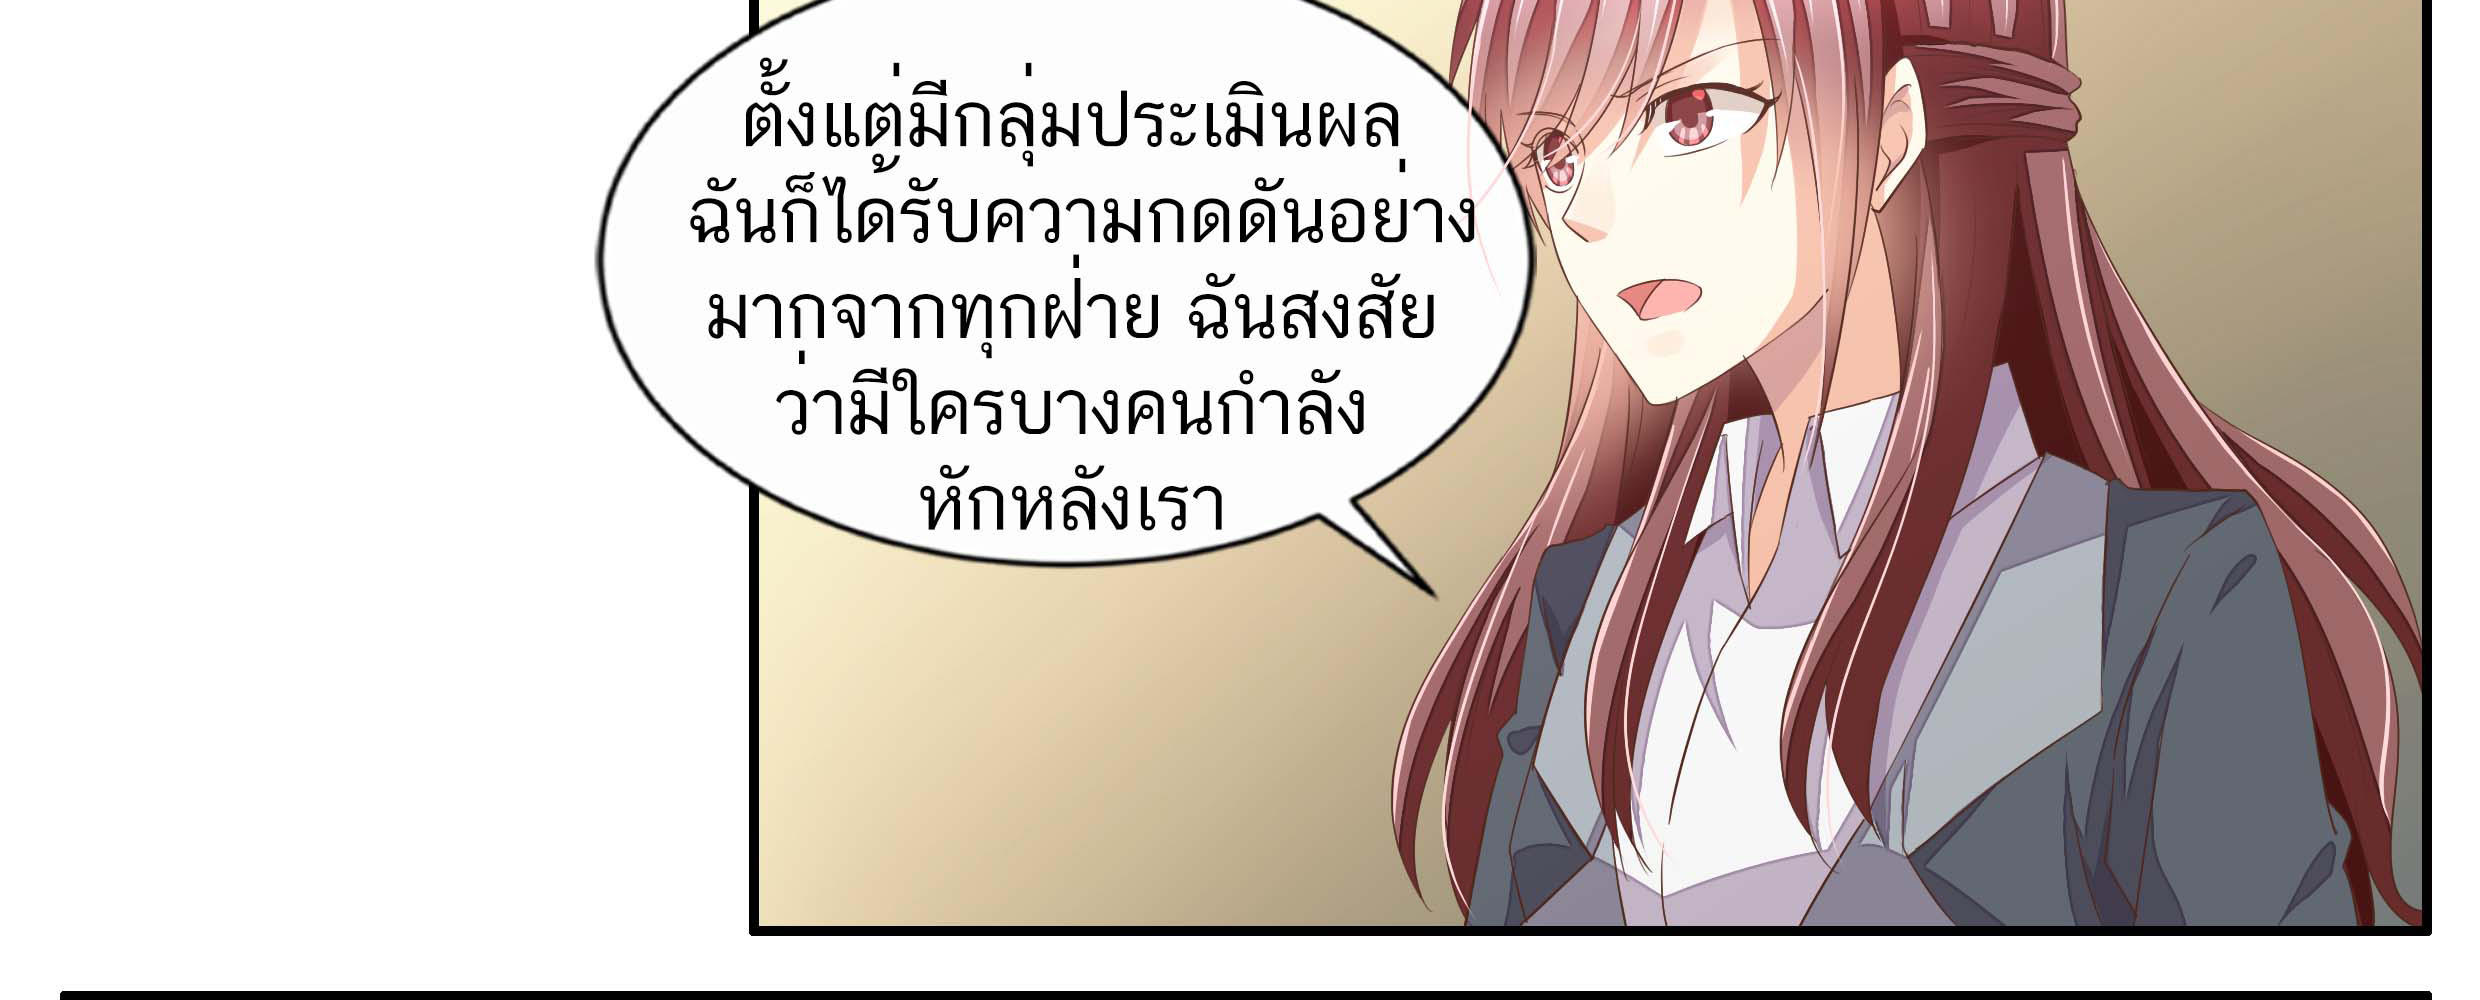 ตั้งแต่มีกลุ่มประเมินผล
ฉันก็ได้รับความกดดันอย่าง
มากจากทุกฝ่าย ฉันสงสัย
ว่ามีใครบางคนกำลัง
หักหลังเรา